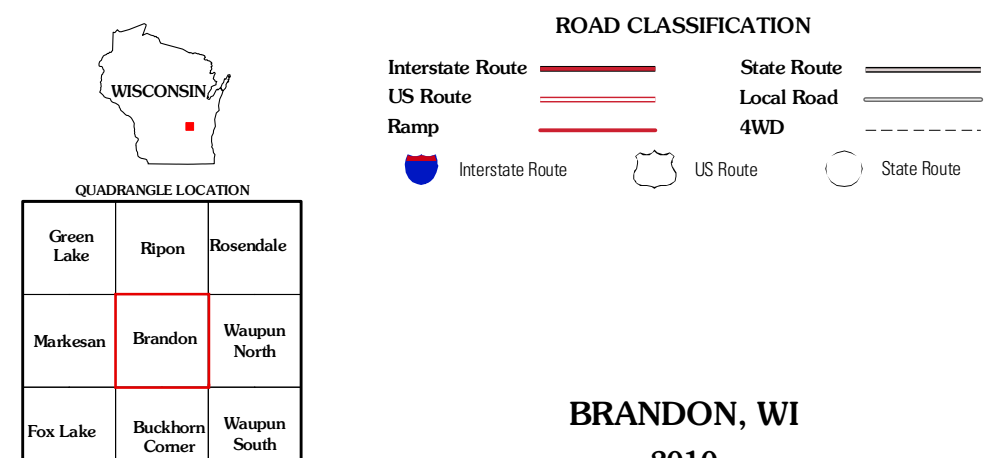 WISCONSIN
QUADRANGLE LOCATION
Green
Lake
Ripon
Rosendale
Markesan
Brandon
Waupun
North
Fox Lake
Buckhorn
Corner
Waupun
South
ROAD CLASSIFICATION
Interstate Route
US Route
Ramp
State Route
Local Road
4WD
Interstate Route
US Route
State Route
BRANDON, WI
2010